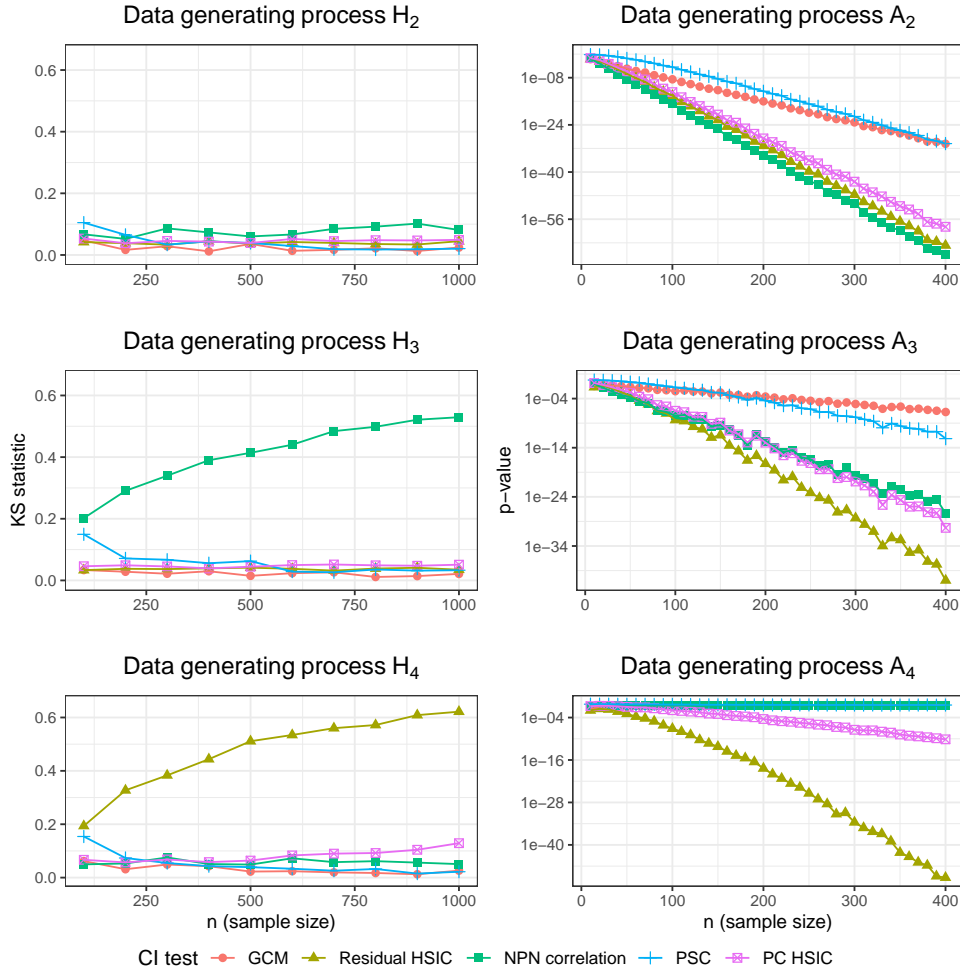 Data generating process H2
Data generating process A2
0.6
0.4
0.2
0.0
250
500
750
1000
1e−08
1e−24
1e−40
1e−56
0
100
200
300
400
Data generating process H3
Data generating process A3
KS statistic
0.6
0.4
0.2
0.0
250
500
750
1000
p−value
1e−04
1e−14
1e−24
1e−34
0
100
200
300
400
Data generating process H4
Data generating process A4
0.6
0.4
0.2
0.0
250
500
750
1000
n (sample size)
1e−04
1e−16
1e−28
1e−40
0
100
200
300
400
n (sample size)
CI test GCM Residual HSIC NPN correlation PSC PC HSIC